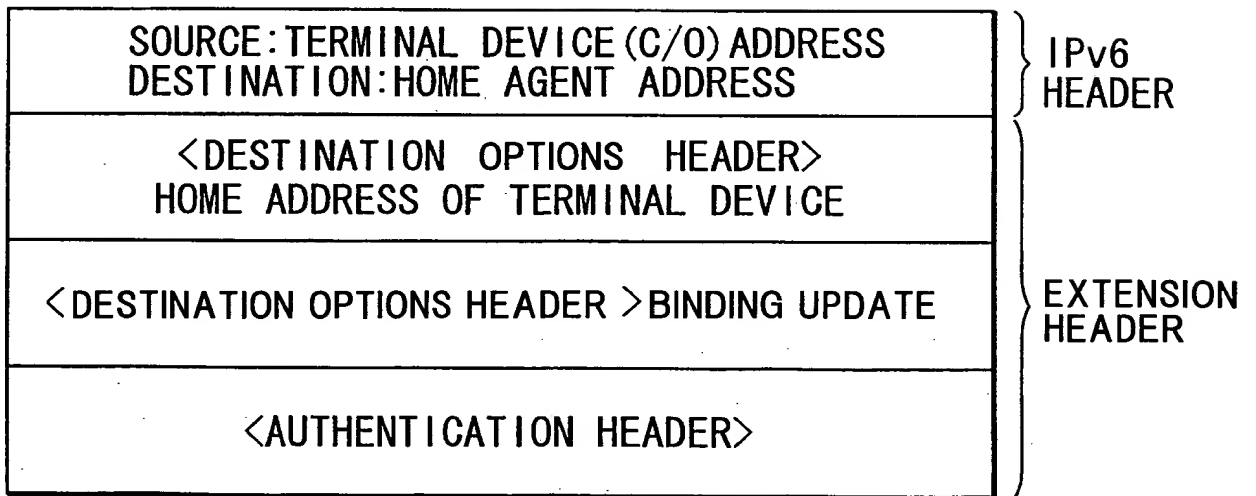 SOURCE:TERMINAL DEVICE(C/O)ADDRESS
DESTINATION:HOME AGENT ADDRESS
IPv6
HEADER
<DESTINATION OPTIONS HEADER>
HOME ADDRESS OF TERMINAL DEVICE
<DESTINATION OPTIONS HEADER >BINDING UPDATE
EXTENSION
HEADER
<AUTHENTICATION HEADER>